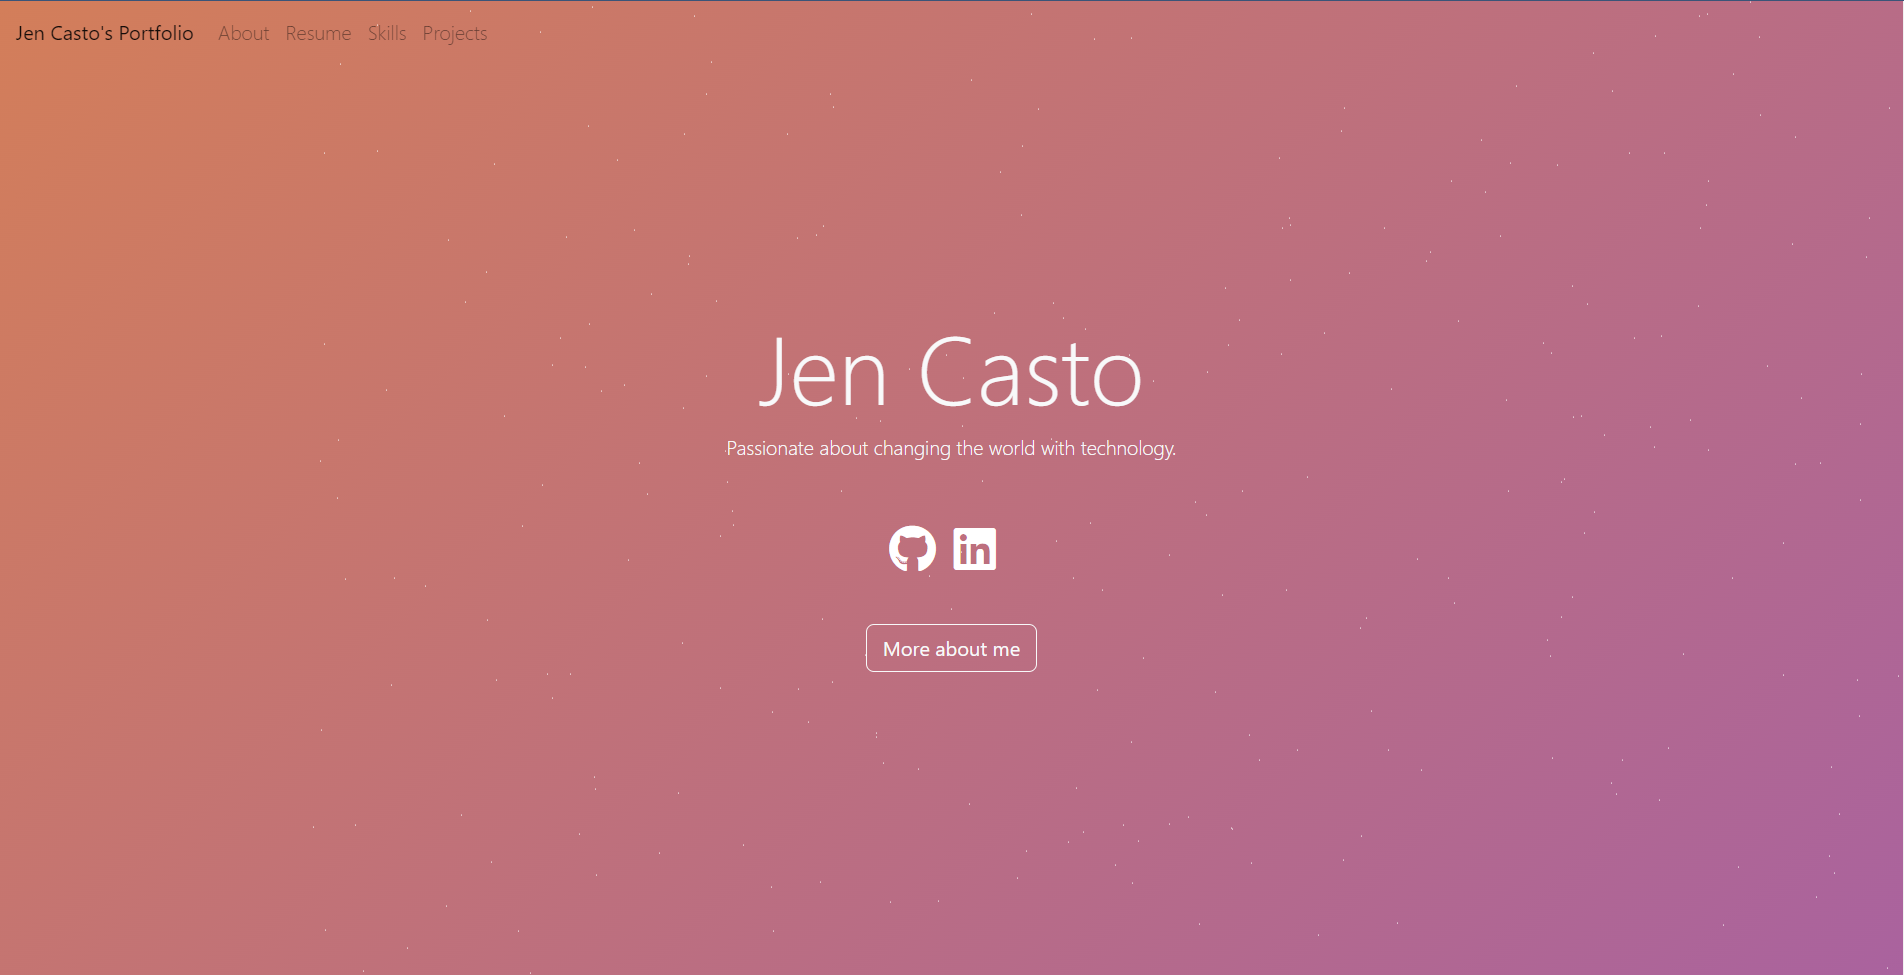 Jen Casto's Portfolio About Resume Skills Projects
Jen Casto
Passionate about changing the world with technology.
in
More about me